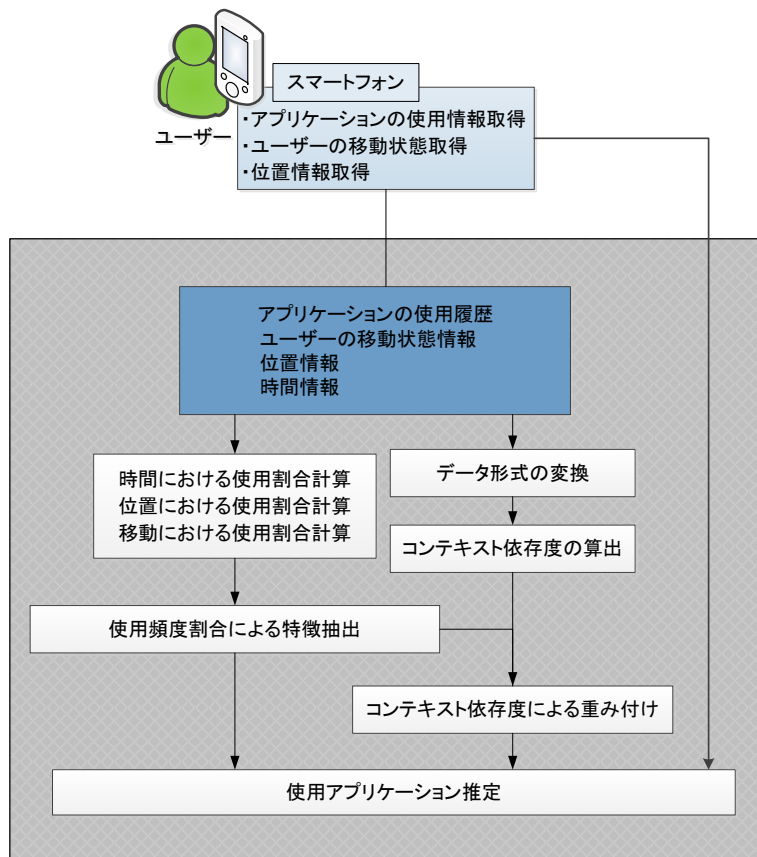 スマートフォン
・アプリケーションの使用情報取得
・ユーザーの移動状態取得
・位置情報取得
ユーザー
アプリケーションの使用履歴
ユーザーの移動状態情報
位置情報
時間情報
時間における使用割合計算
位置における使用割合計算
移動における使用割合計算
データ形式の変換
コンテキスト依存度の算出
使用頻度割合による特徴抽出
コンテキスト依存度による重み付け
使用アプリケーション推定